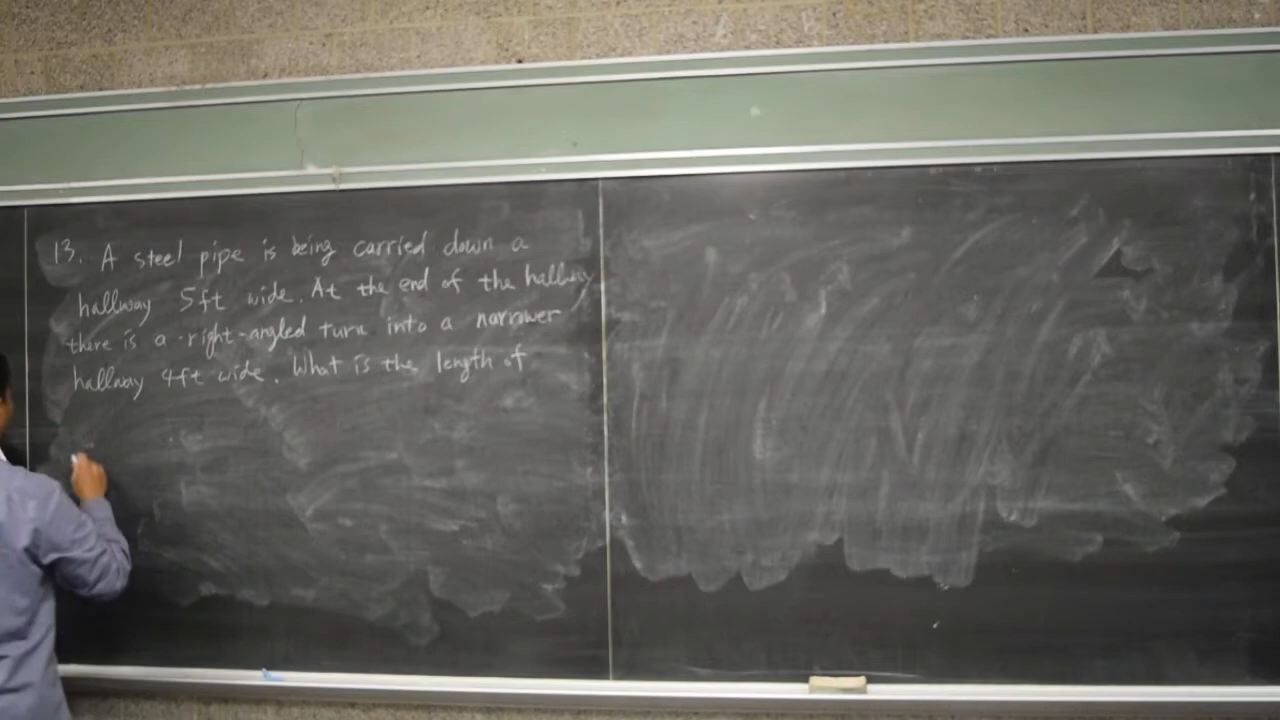 13. A steel pipe is being carried down a
hallway 5ft wide. At the end of the hallway
there is a right-angled turn into a narrower
hallway 4ft wide. What is the length of